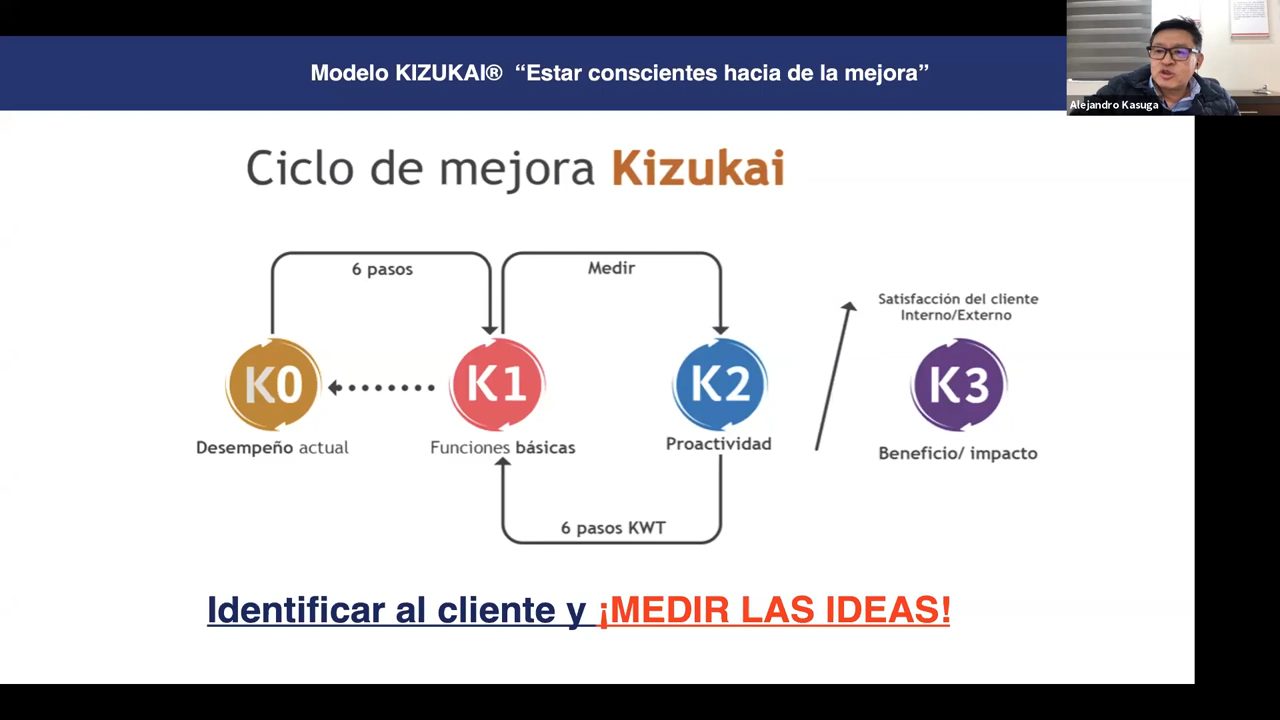 Modelo KIZUKAI® “Estar conscientes hacia de la mejora”
Alejandro Kasuga
Ciclo de mejora Kizukai
6 pasos
Medir
Satisfacción del cliente
Interno/Externo
K0
K1
K2
K3
Desempeño actual
Funciones básicas
Proactividad
Beneficio/ impacto
6 pasos KWT
Identificar al cliente y ¡MEDIR LAS IDEAS!